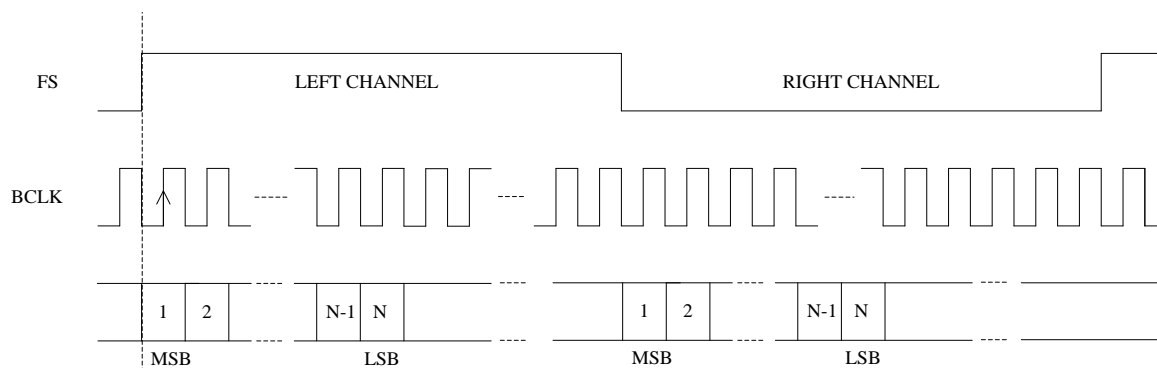 FS
LEFT CHANNEL
RIGHT CHANNEL
BCLK
1 2 N-1 N 1 2 N-1 N
MSB LSB MSB LSB